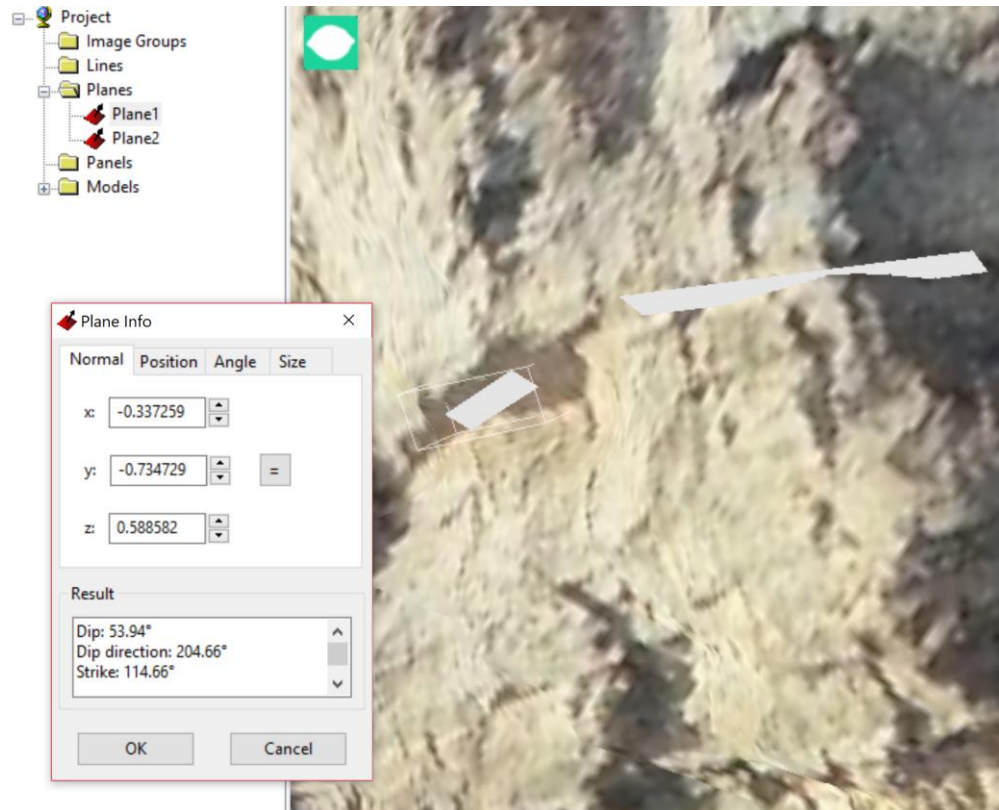 Project
Image Groups
Lines
Planes
Plane1
Plane2
Panels
Models
Plane Info
Normal Position Angle Size
x: -0.337259
y: -0.734729 =
z: 0.588582
Result
Dip: 53.94°
Dip direction: 204.66°
Strike: 114.66°
OK Cancel